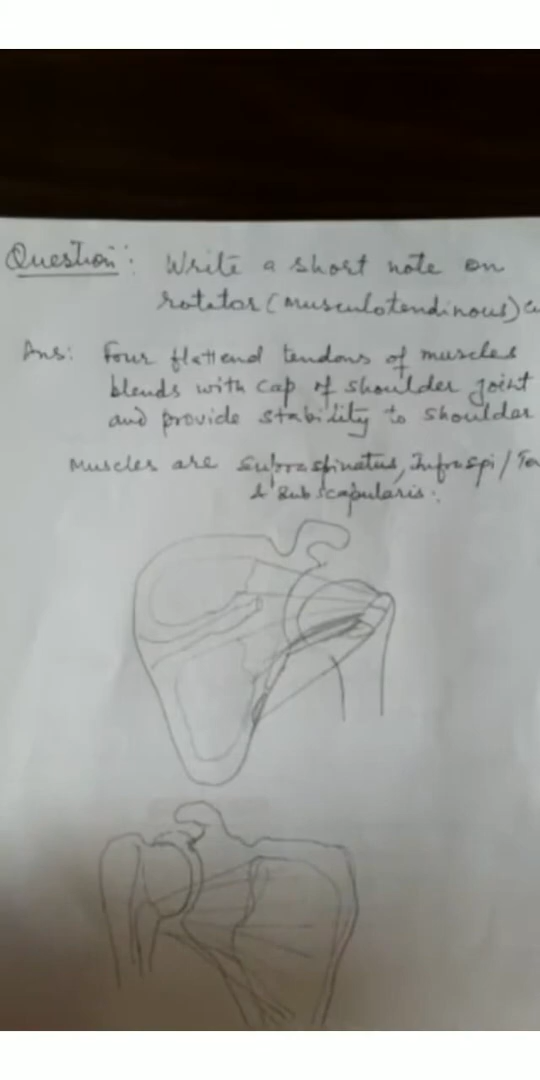 Question: Write a short note on
rotator (musculotendinous) 
Ans: Four flattend tendons of muscles
blends with cap of shoulder joint
and provide stability to shoulder
Muscles are Supraspinatus, Infraspi/
& Subscapularis.